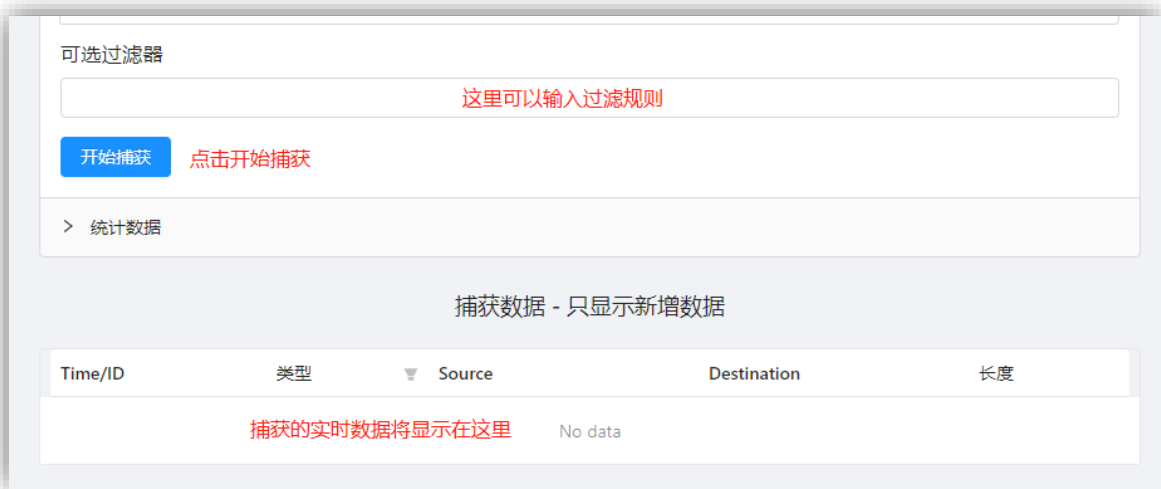 可选过滤器
这里可以输入过滤规则
开始捕获 点击开始捕获
> 统计数据
捕获数据 - 只显示新增数据
Time/ID 类型 Source Destination 长度
捕获的实时数据将显示在这里 No data